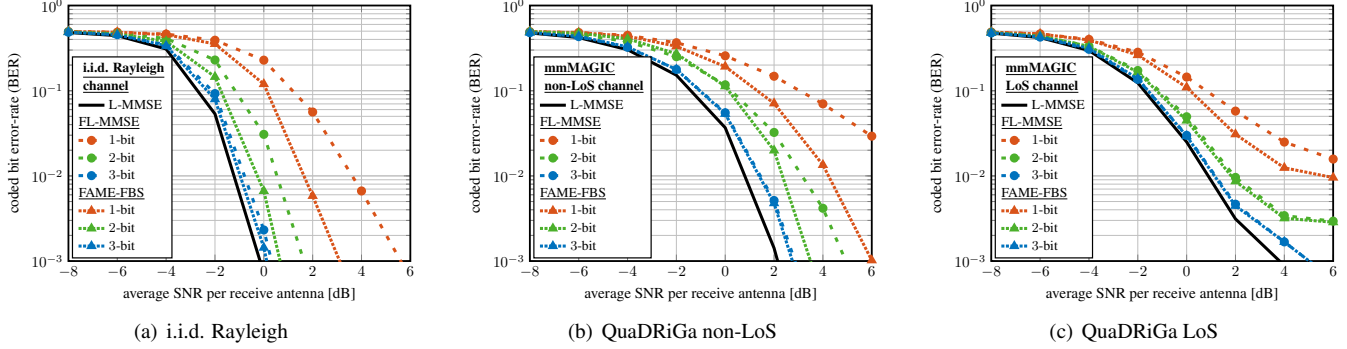 10⁰
10⁻¹
10⁻²
10⁻³
coded bit error-rate (BER)
−8 −6 −4 −2 0 2 4 6
average SNR per receive antenna [dB]
i.i.d. Rayleigh
channel
L-MMSE
FL-MMSE
1-bit
2-bit
3-bit
FAME-FBS
1-bit
2-bit
3-bit
(a) i.i.d. Rayleigh
10⁰
10⁻¹
10⁻²
10⁻³
coded bit error-rate (BER)
−8 −6 −4 −2 0 2 4 6
average SNR per receive antenna [dB]
mmMAGIC
non-LoS channel
L-MMSE
FL-MMSE
1-bit
2-bit
3-bit
FAME-FBS
1-bit
2-bit
3-bit
(b) QuaDRiGa non-LoS
10⁰
10⁻¹
10⁻²
10⁻³
coded bit error-rate (BER)
−8 −6 −4 −2 0 2 4 6
average SNR per receive antenna [dB]
mmMAGIC
LoS channel
L-MMSE
FL-MMSE
1-bit
2-bit
3-bit
FAME-FBS
1-bit
2-bit
3-bit
(c) QuaDRiGa LoS